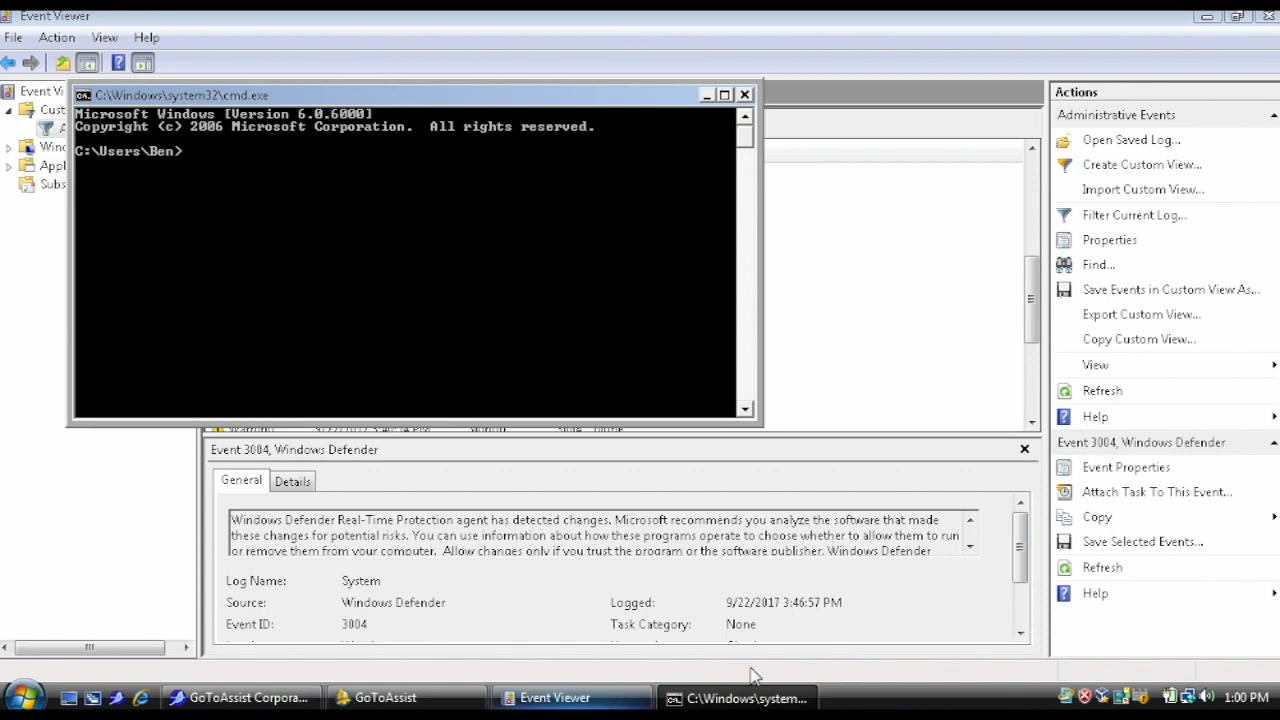 Event Viewer
File Action View Help
Event Vi
Cust
Wind
Appl
Subs
C:\Windows\system32\cmd.exe
Microsoft Windows [Version 6.0.6000]
Copyright (c) 2006 Microsoft Corporation. All rights reserved.
C:\Users\Ben>
Event 3004, Windows Defender
General Details
Windows Defender Real-Time Protection agent has detected changes. Microsoft recommends you analyze the software that made
these changes for potential risks. You can use information about how these programs operate to choose whether to allow them to run
or remove them from your computer. Allow changes only if you trust the program or the software publisher. Windows Defender
Log Name: System
Source: Windows Defender Logged: 9/22/2017 3:46:57 PM
Event ID: 3004 Task Category: None
Actions
Administrative Events
Open Saved Log...
Create Custom View...
Import Custom View...
Filter Current Log...
Properties
Find...
Save Events in Custom View As...
Export Custom View...
Copy Custom View...
View
Refresh
Help
Event 3004, Windows Defender
Event Properties
Attach Task To This Event...
Copy
Save Selected Events...
Refresh
Help
GoToAssist Corpora... GoToAssist Event Viewer C:\Windows\system... 1:00 PM